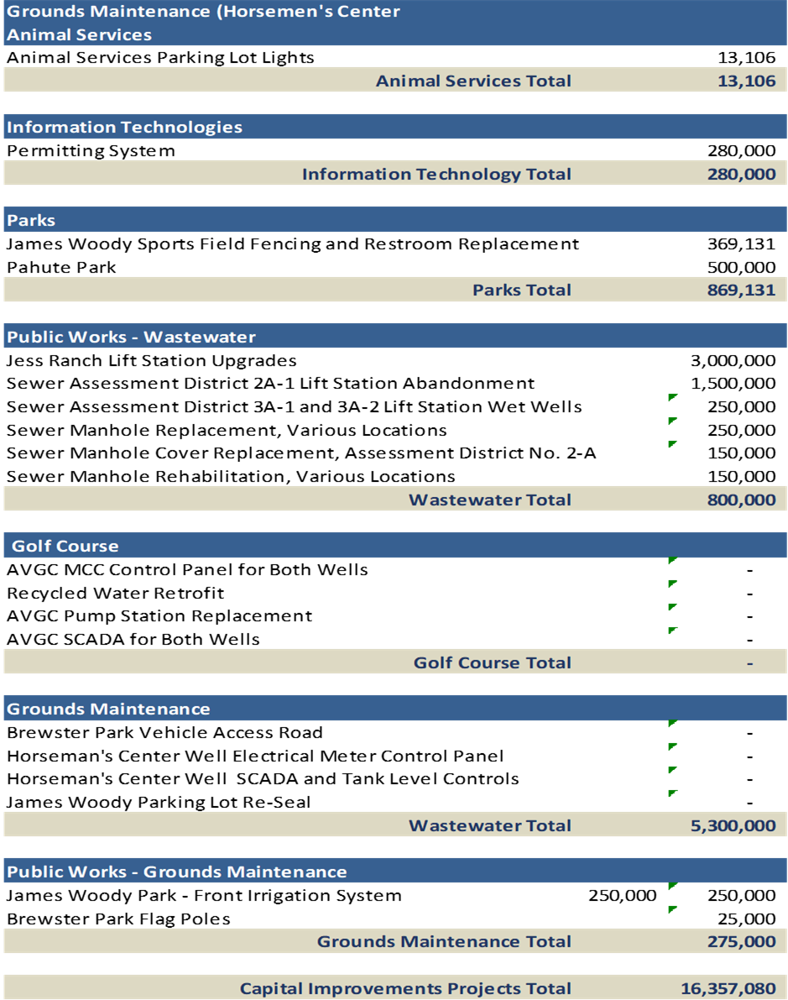 Grounds Maintenance (Horsemen's Center
Animal Services
Animal Services Parking Lot Lights 13,106
Animal Services Total 13,106
Information Technologies
Permitting System 280,000
Information Technology Total 280,000
Parks
James Woody Sports Field Fencing and Restroom Replacement 369,131
Pahute Park 500,000
Parks Total 869,131
Public Works - Wastewater
Jess Ranch Lift Station Upgrades 3,000,000
Sewer Assessment District 2A-1 Lift Station Abandonment 1,500,000
Sewer Assessment District 3A-1 and 3A-2 Lift Station Wet Wells 250,000
Sewer Manhole Replacement, Various Locations 250,000
Sewer Manhole Cover Replacement, Assessment District No. 2-A 150,000
Sewer Manhole Rehabilitation, Various Locations 150,000
Wastewater Total 800,000
Golf Course
AVGC MCC Control Panel for Both Wells -
Recycled Water Retrofit -
AVGC Pump Station Replacement -
AVGC SCADA for Both Wells -
Golf Course Total -
Grounds Maintenance
Brewster Park Vehicle Access Road -
Horseman's Center Well Electrical Meter Control Panel -
Horseman's Center Well SCADA and Tank Level Controls -
James Woody Parking Lot Re-Seal -
Wastewater Total 5,300,000
Public Works - Grounds Maintenance
James Woody Park - Front Irrigation System 250,000 250,000
Brewster Park Flag Poles 25,000
Grounds Maintenance Total 275,000
Capital Improvements Projects Total 16,357,080